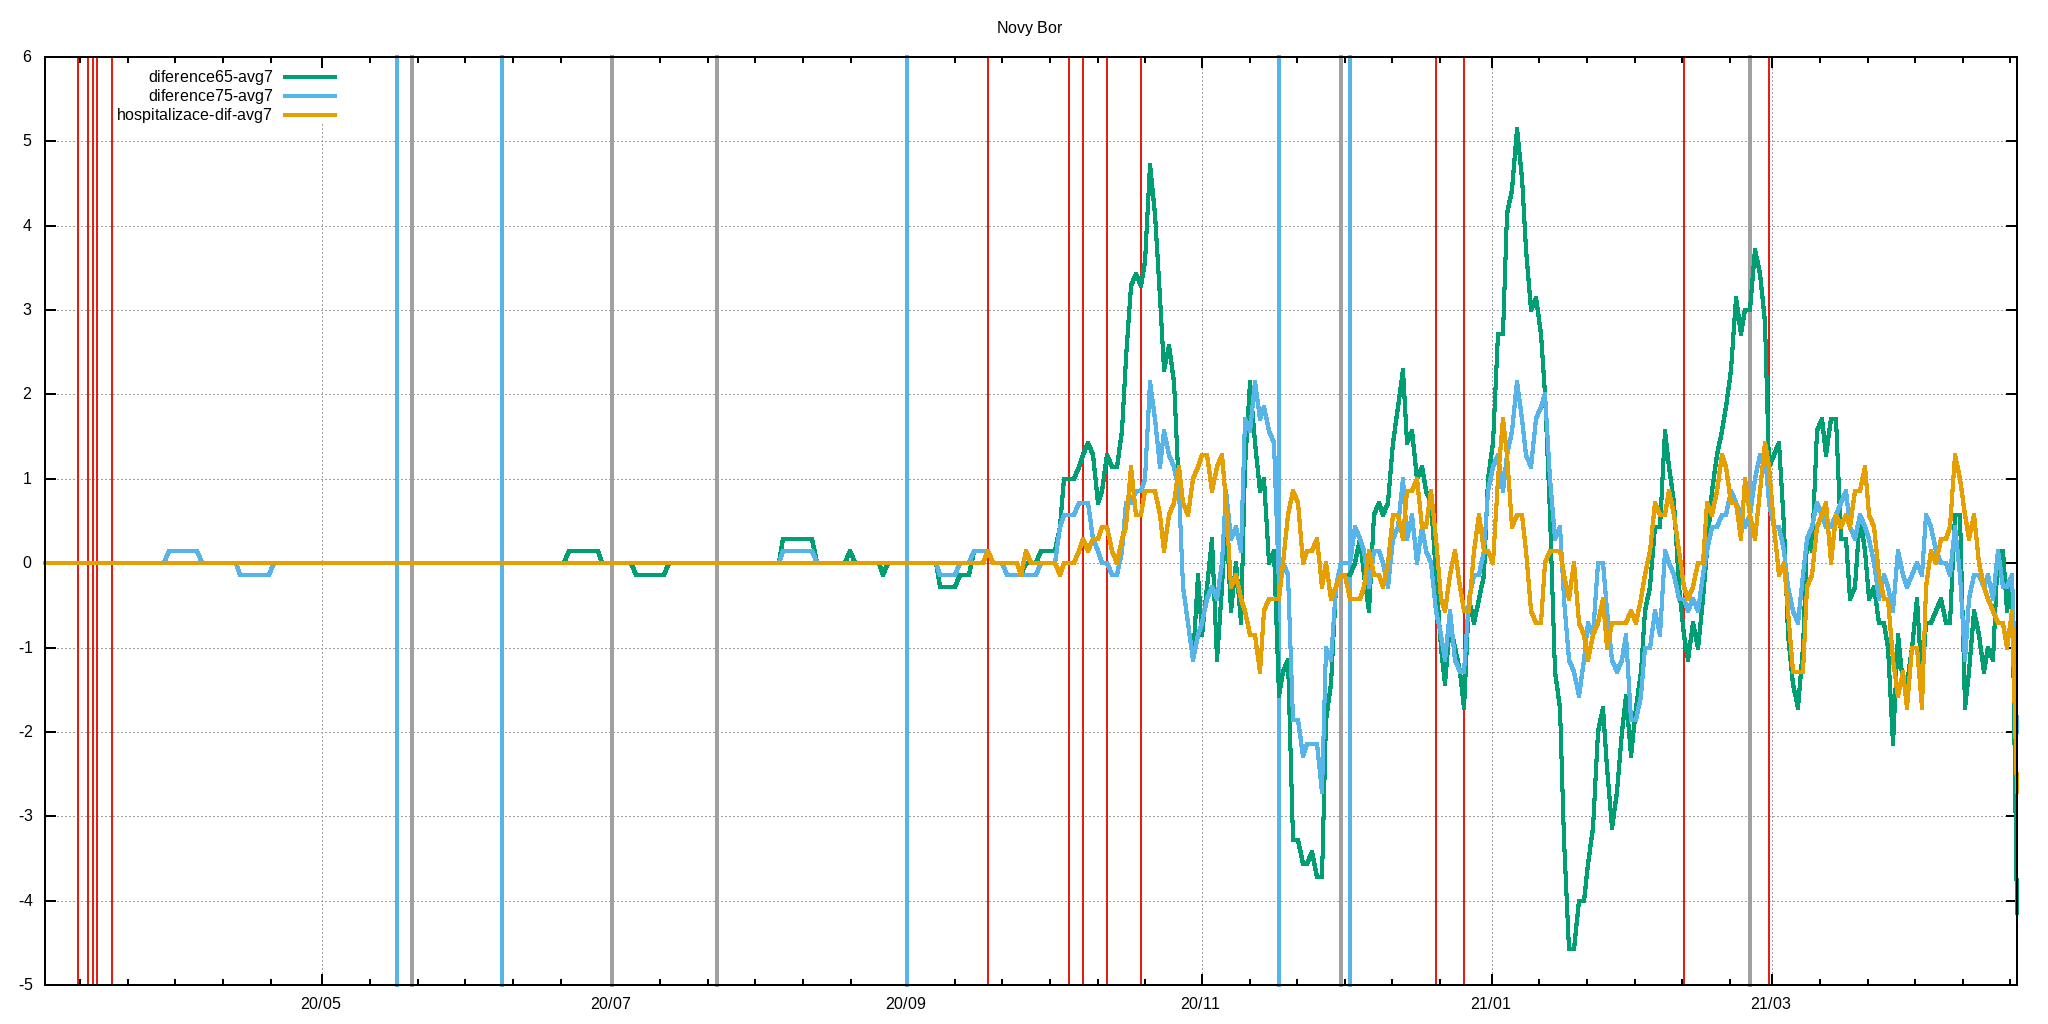 Novy Bor
6
diference65-avg7
diference75-avg7
hospitalizace-dif-avg7
5
4
3
2
1
0
-1
-2
-3
-4
-5
20/05 20/07 20/09 20/11 21/01 21/03